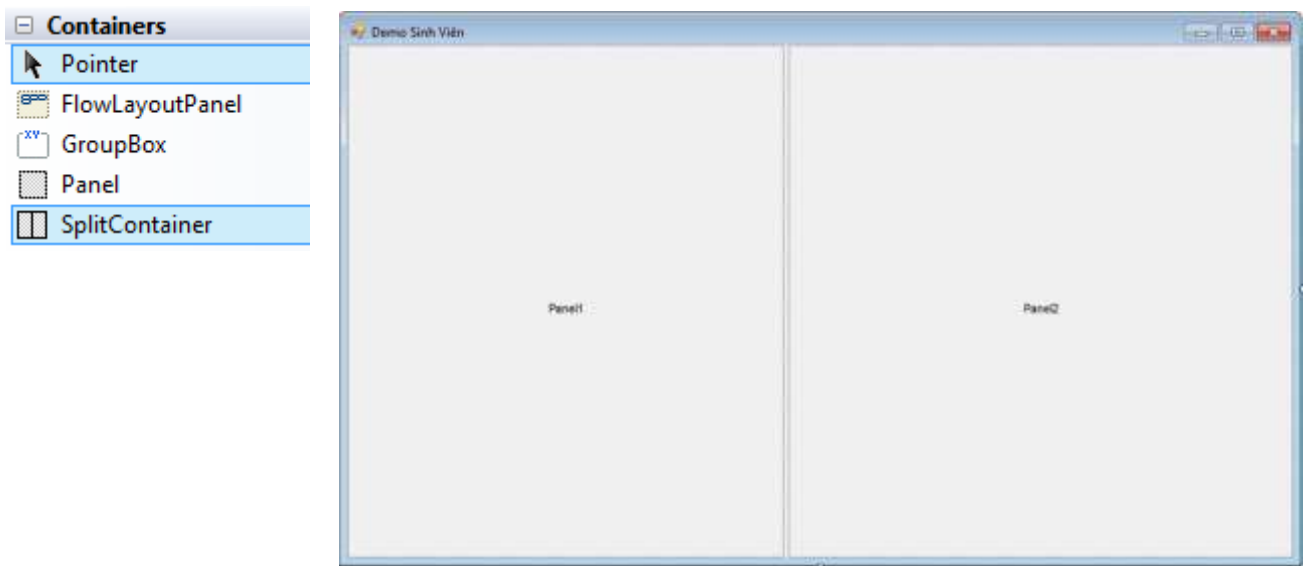 Containers
Pointer
FlowLayoutPanel
GroupBox
Panel
SplitContainer
Demo Sinh Viên
Panel1
Panel2